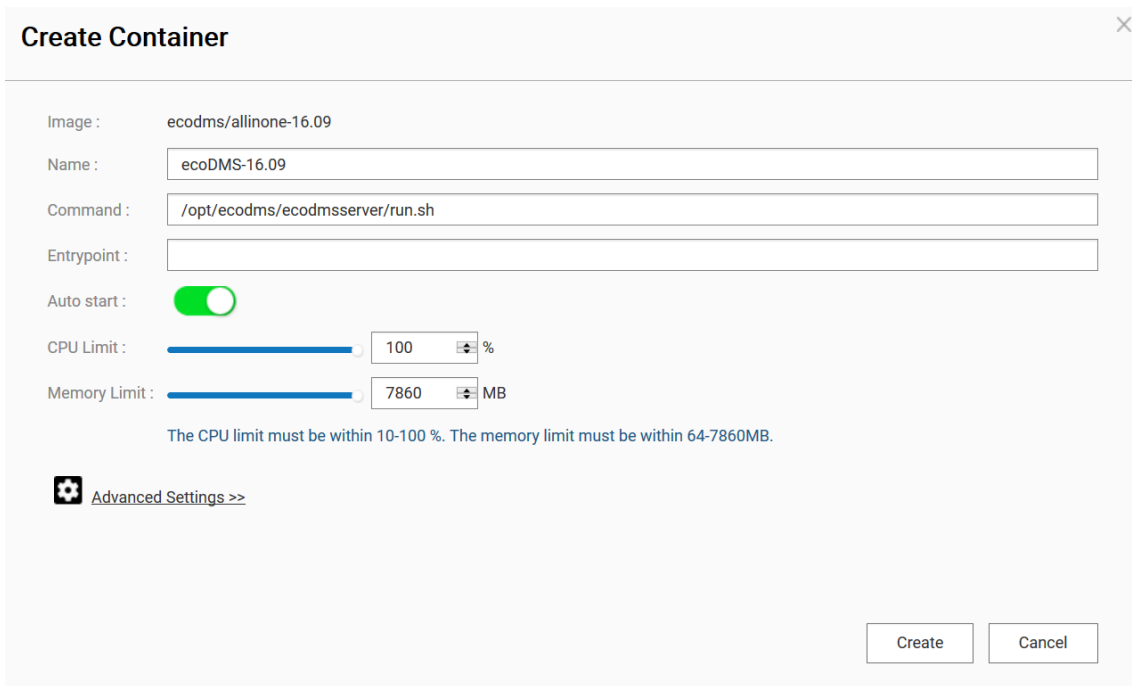 Create Container
Image : ecodms/allinone-16.09
Name : ecoDMS-16.09
Command : /opt/ecodms/ecodmsserver/run.sh
Entrypoint :
Auto start :
CPU Limit : 100 %
Memory Limit : 7860 MB
The CPU limit must be within 10-100 %. The memory limit must be within 64-7860MB.
Advanced Settings >>
Create Cancel